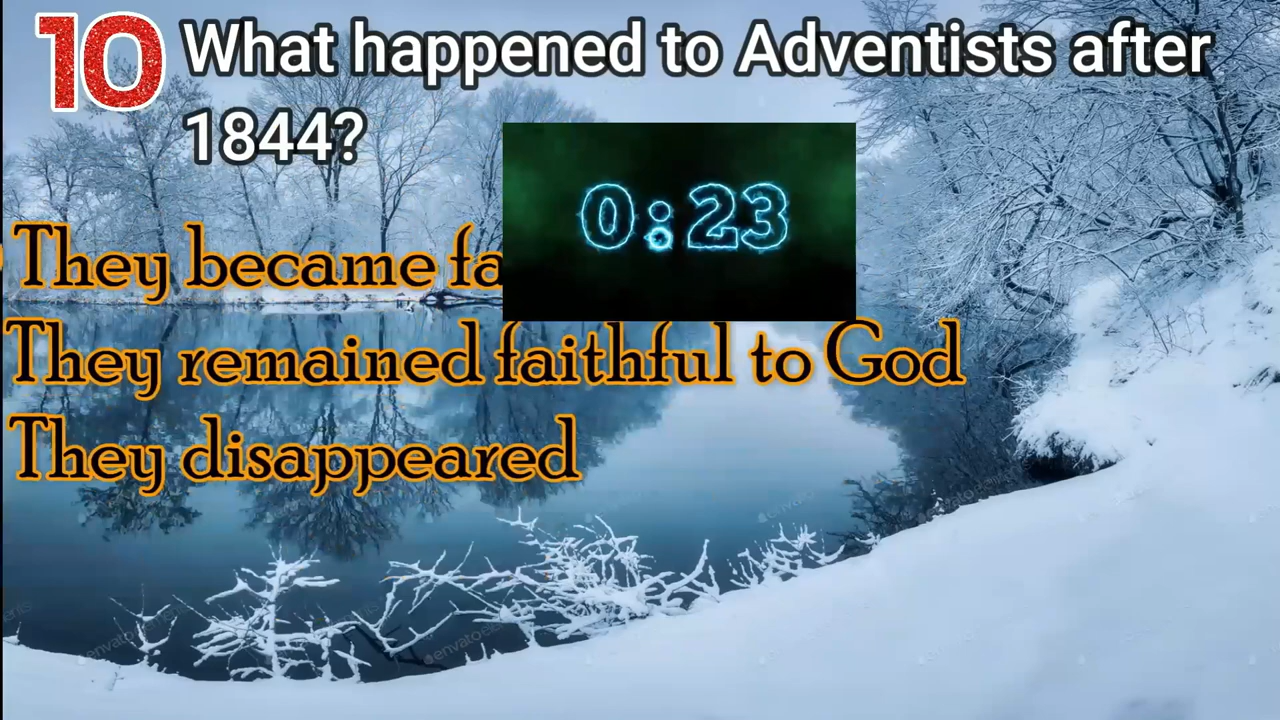 10 What happened to Adventists after
1844?
0:23
They became fa
They remained faithful to God
They disappeared